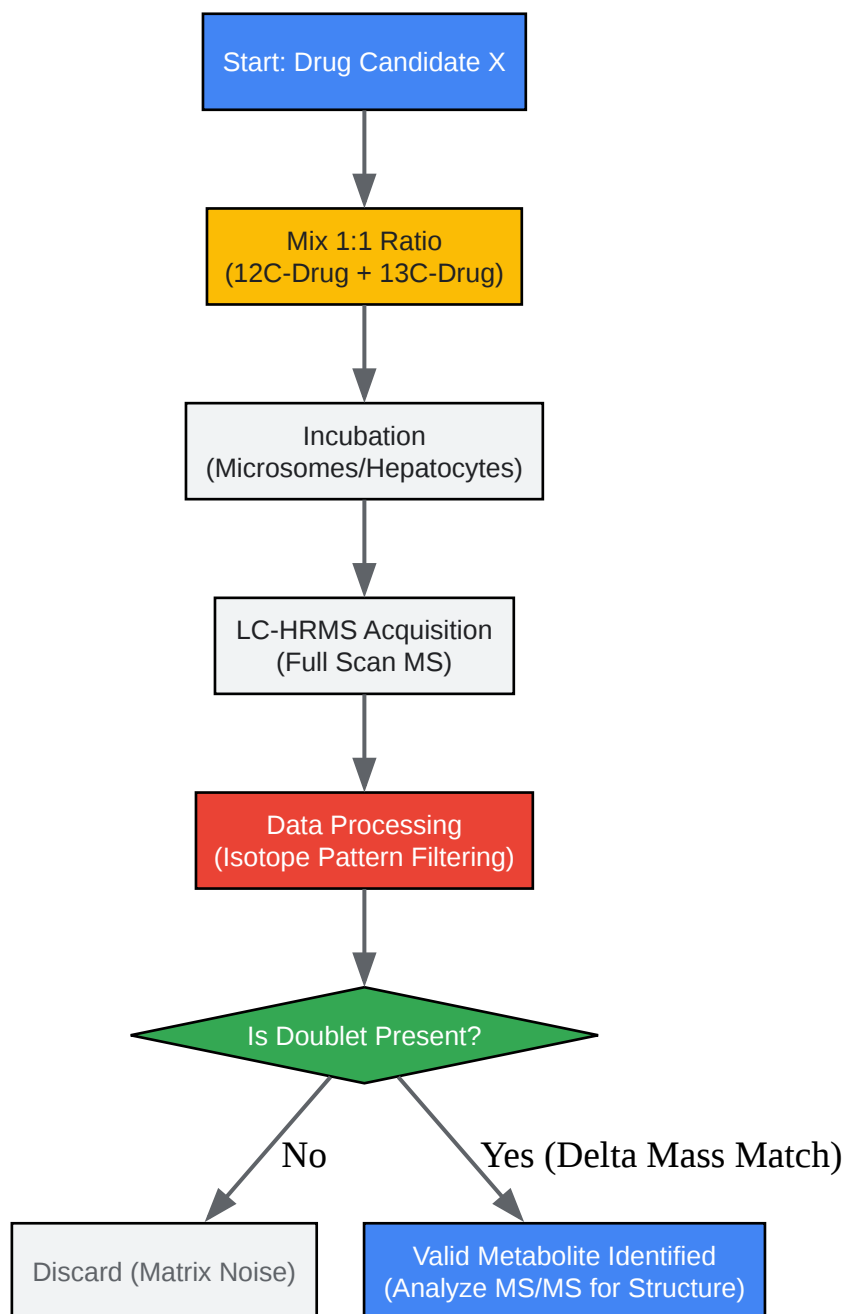 Start: Drug Candidate X
Mix 1:1 Ratio
(12C-Drug + 13C-Drug)
Incubation
(Microsomes/Hepatocytes)
LC-HRMS Acquisition
(Full Scan MS)
Data Processing
(Isotope Pattern Filtering)
Is Doublet Present?
No
Yes (Delta Mass Match)
Discard (Matrix Noise)
Valid Metabolite Identified
(Analyze MS/MS for Structure)